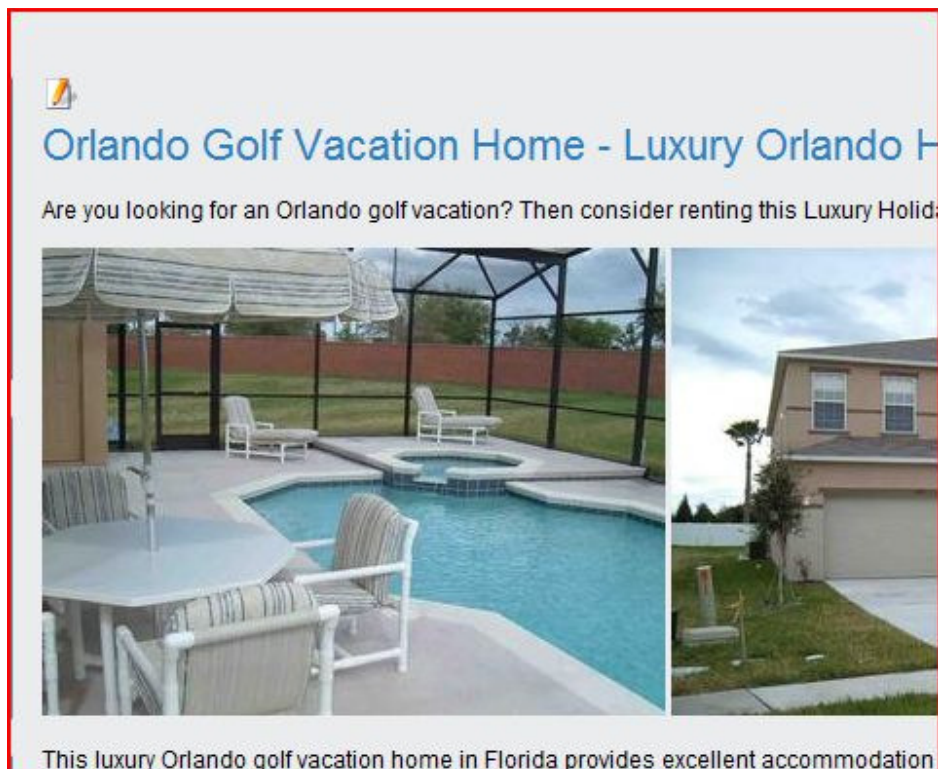 Orlando Golf Vacation Home - Luxury Orlando H
Are you looking for an Orlando golf vacation? Then consider renting this Luxury Holid
This luxury Orlando golf vacation home in Florida provides excellent accommodation